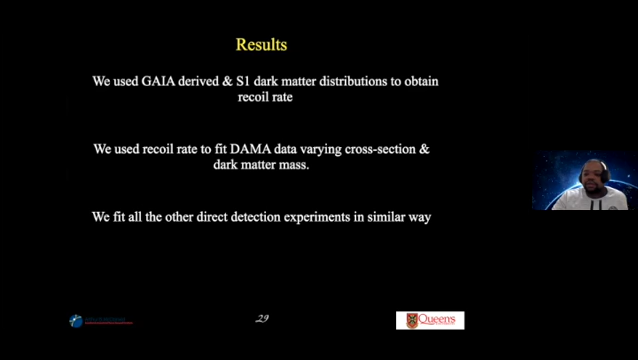 Results
We used GAIA derived & S1 dark matter distributions to obtain
recoil rate
We used recoil rate to fit DAMA data varying cross-section &
dark matter mass.
We fit all the other direct detection experiments in similar way
29
Queen's